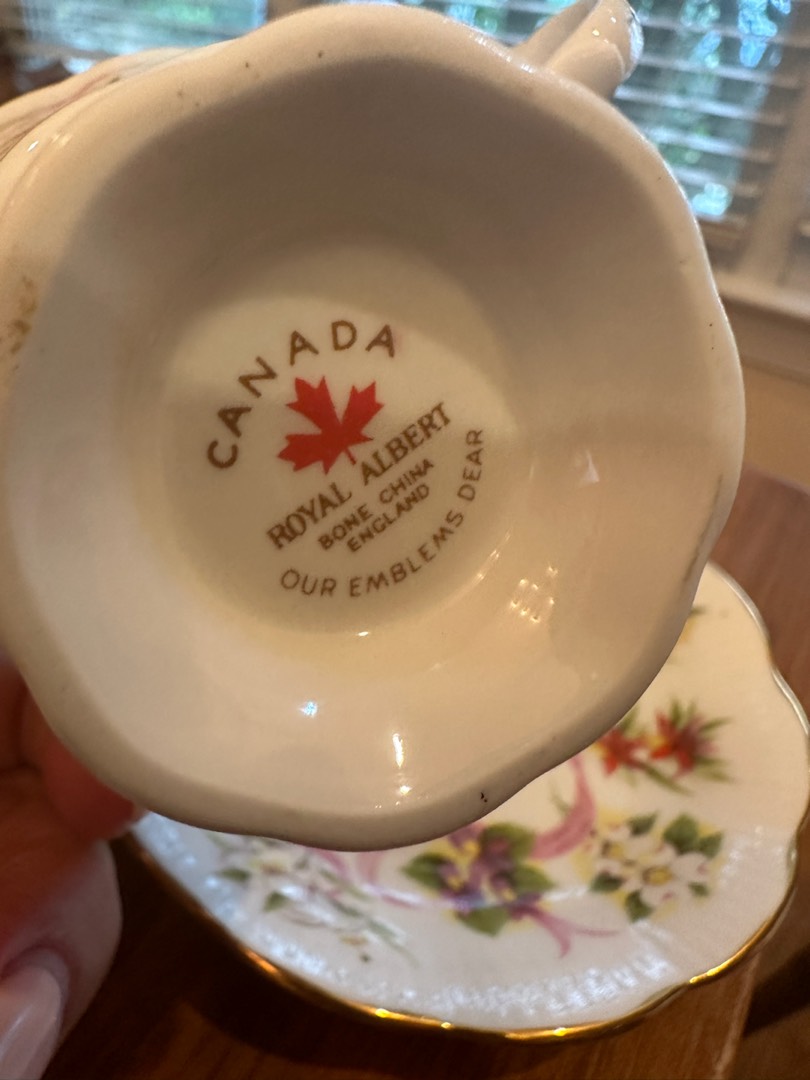 CANADA
ROYAL ALBERT
BONE CHINA
ENGLAND
OUR EMBLEMS DEAR